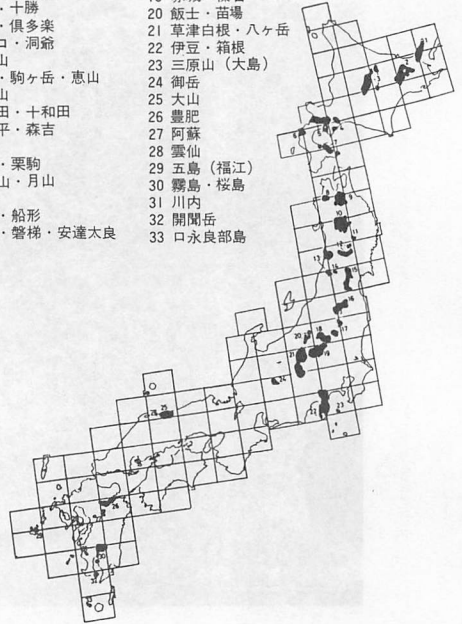 ・十勝
・倶多楽
コ・洞爺
山
・駒ヶ岳・恵山
山
田・十和田
平・森吉
・栗駒
山・月山
・船形
・磐梯・安達太良
20 飯士・苗場
21 草津白根・八ヶ岳
22 伊豆・箱根
23 三原山（大島）
24 御岳
25 大山
26 豊肥
27 阿蘇
28 雲仙
29 五島（福江）
30 霧島・桜島
31 川内
32 開聞岳
33 口永良部島